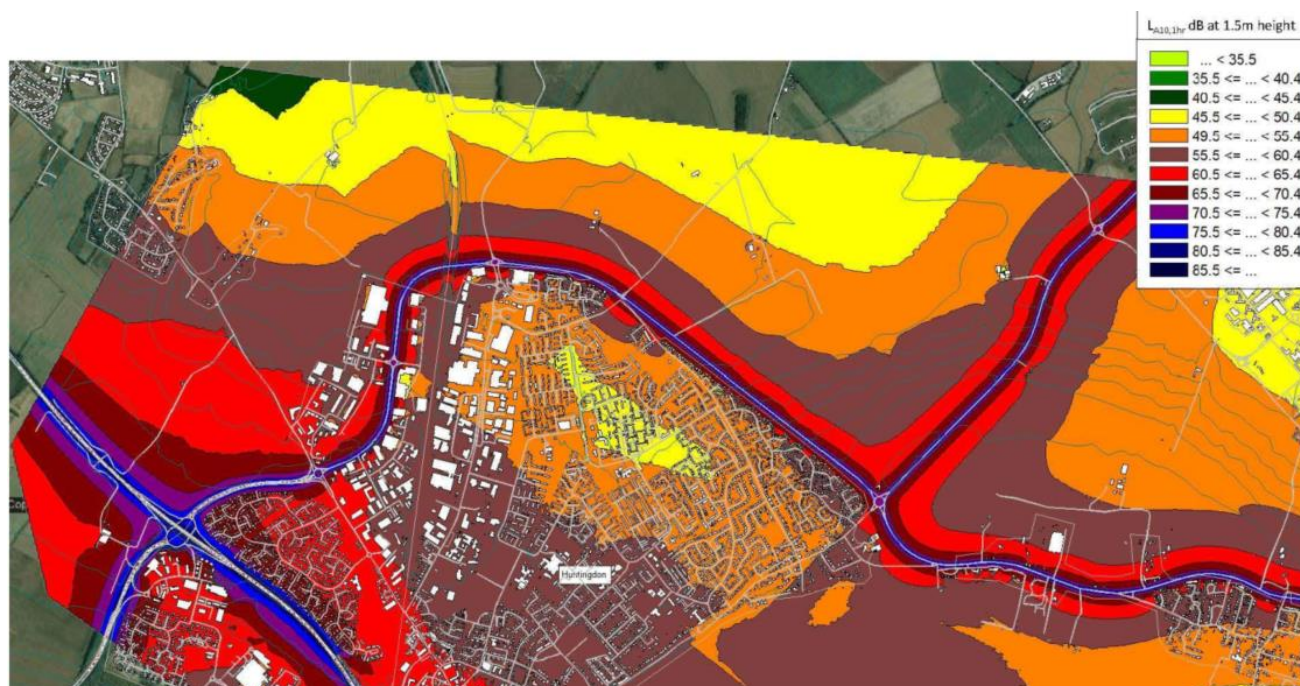 LA10,1hr dB at 1.5m height
... < 35.5
35.5 <= ... < 40.4
40.5 <= ... < 45.4
45.5 <= ... < 50.4
49.5 <= ... < 55.4
55.5 <= ... < 60.4
60.5 <= ... < 65.4
65.5 <= ... < 70.4
70.5 <= ... < 75.4
75.5 <= ... < 80.4
80.5 <= ... < 85.4
85.5 <= ...
Huntingdon